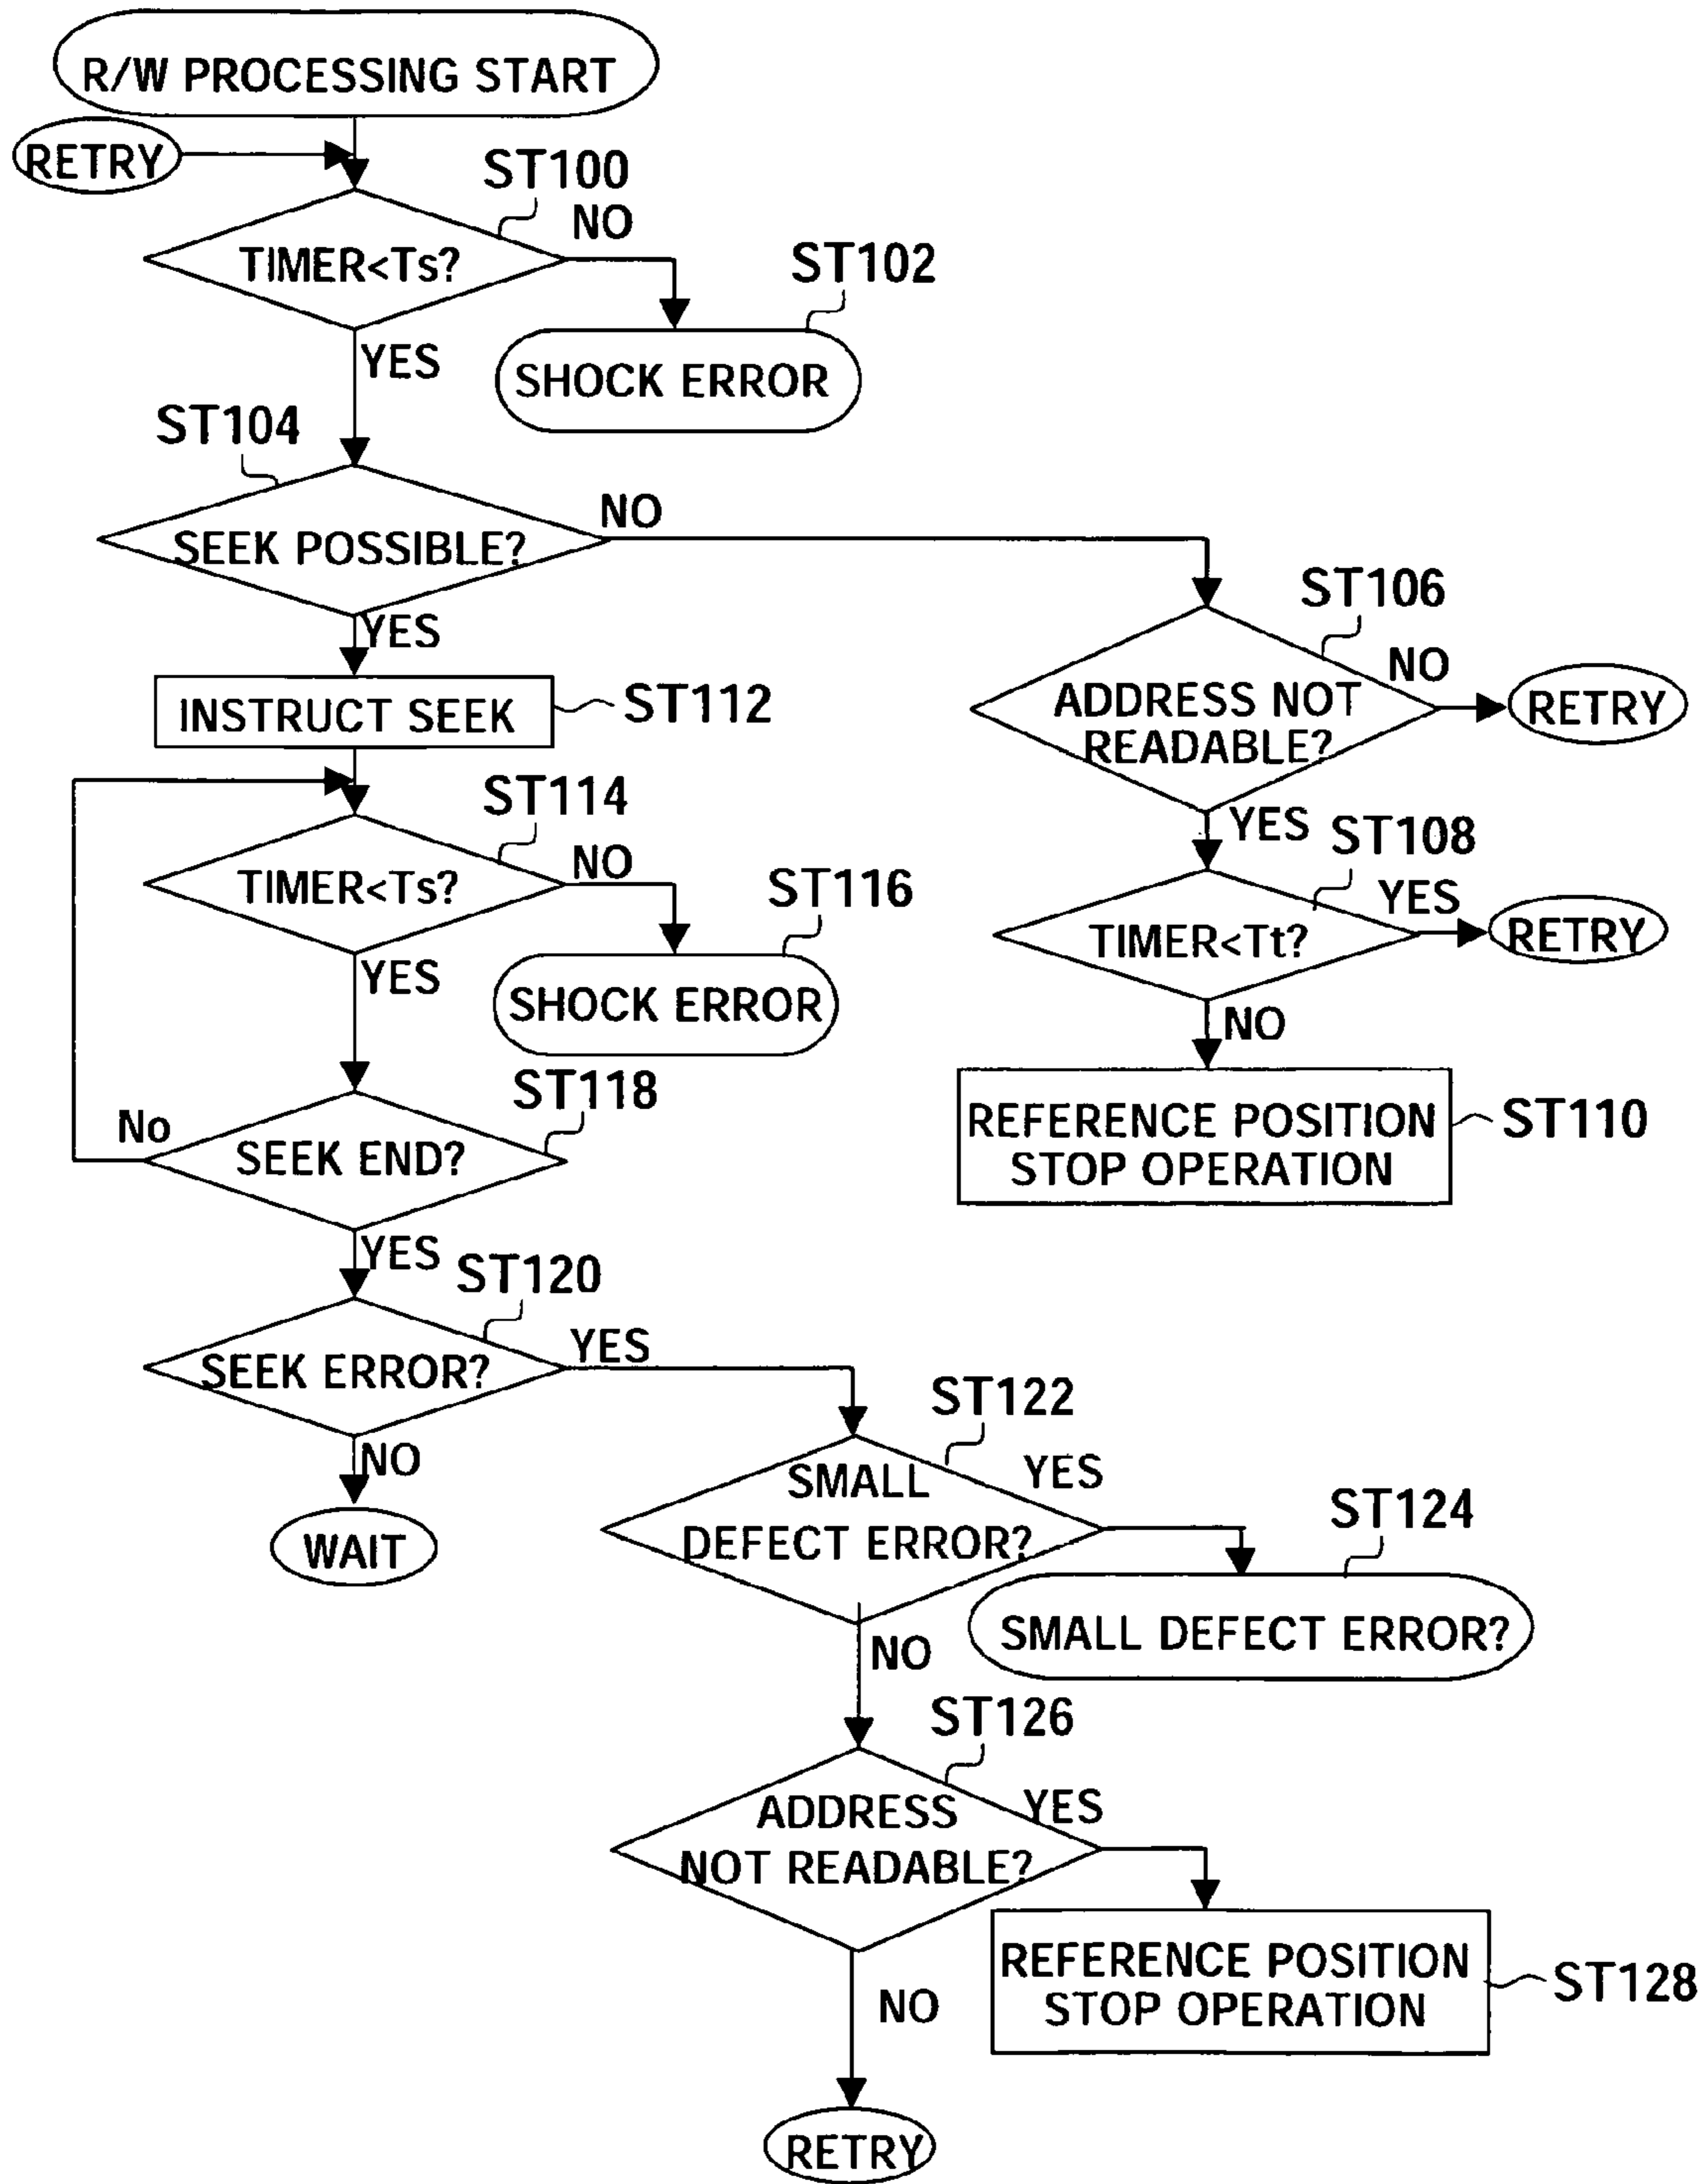 R/W PROCESSING START
RETRY
ST100
NO
TIMER<Ts?
ST102
SHOCK ERROR
YES
ST104
NO
SEEK POSSIBLE?
YES
ST106
NO
ADDRESS NOT
READABLE?
RETRY
INSTRUCT SEEK
ST112
ST114
NO
TIMER<Ts?
YES
ST116
SHOCK ERROR
YES
ST108
YES
TIMER<Tt?
RETRY
NO
REFERENCE POSITION
STOP OPERATION
ST110
ST118
No
SEEK END?
YES
ST120
YES
SEEK ERROR?
NO
WAIT
ST122
SMALL
DEFECT ERROR?
YES
ST124
SMALL DEFECT ERROR?
NO
ST126
ADDRESS
NOT READABLE?
YES
REFERENCE POSITION
STOP OPERATION
ST128
NO
RETRY